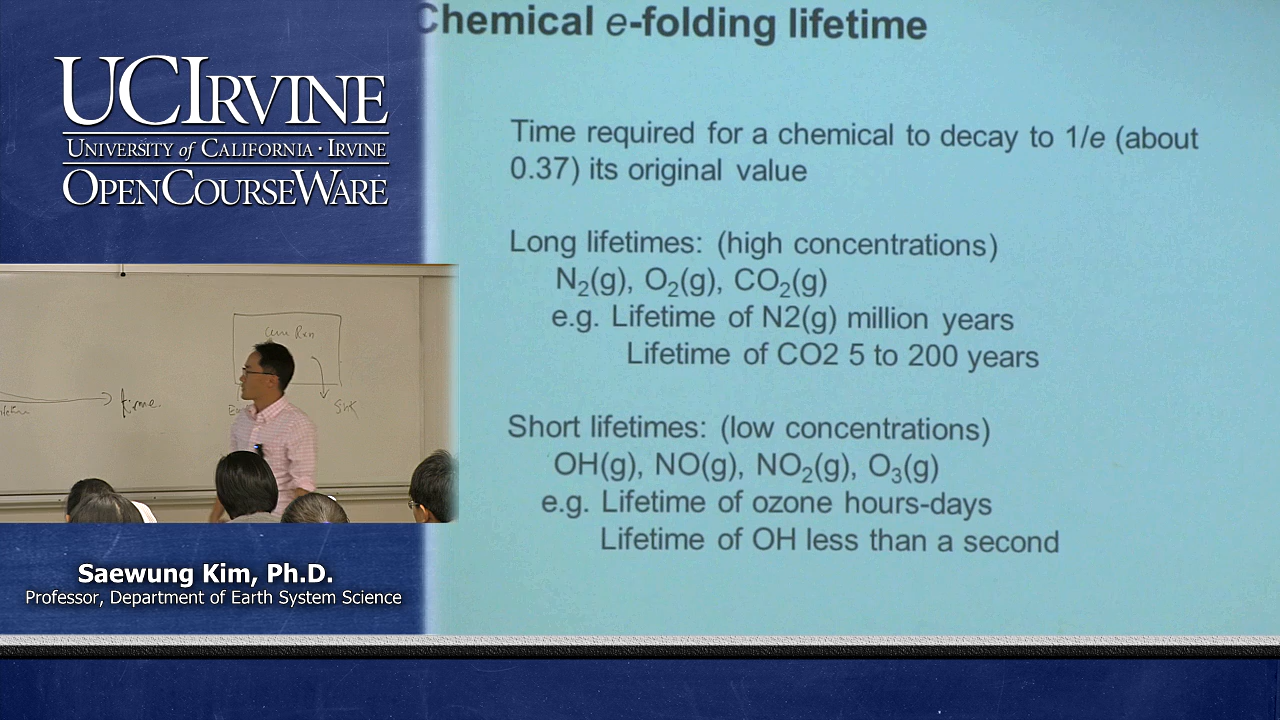 UCIRVINE
UNIVERSITY of CALIFORNIA · IRVINE
OPENCOURSEWARE
time.
Saewung Kim, Ph.D.
Professor, Department of Earth System Science
Chemical e-folding lifetime
Time required for a chemical to decay to 1/e (about
0.37) its original value
Long lifetimes: (high concentrations)
N₂(g), O₂(g), CO₂(g)
e.g. Lifetime of N2(g) million years
Lifetime of CO2 5 to 200 years
Short lifetimes: (low concentrations)
OH(g), NO(g), NO₂(g), O₃(g)
e.g. Lifetime of ozone hours-days
Lifetime of OH less than a second